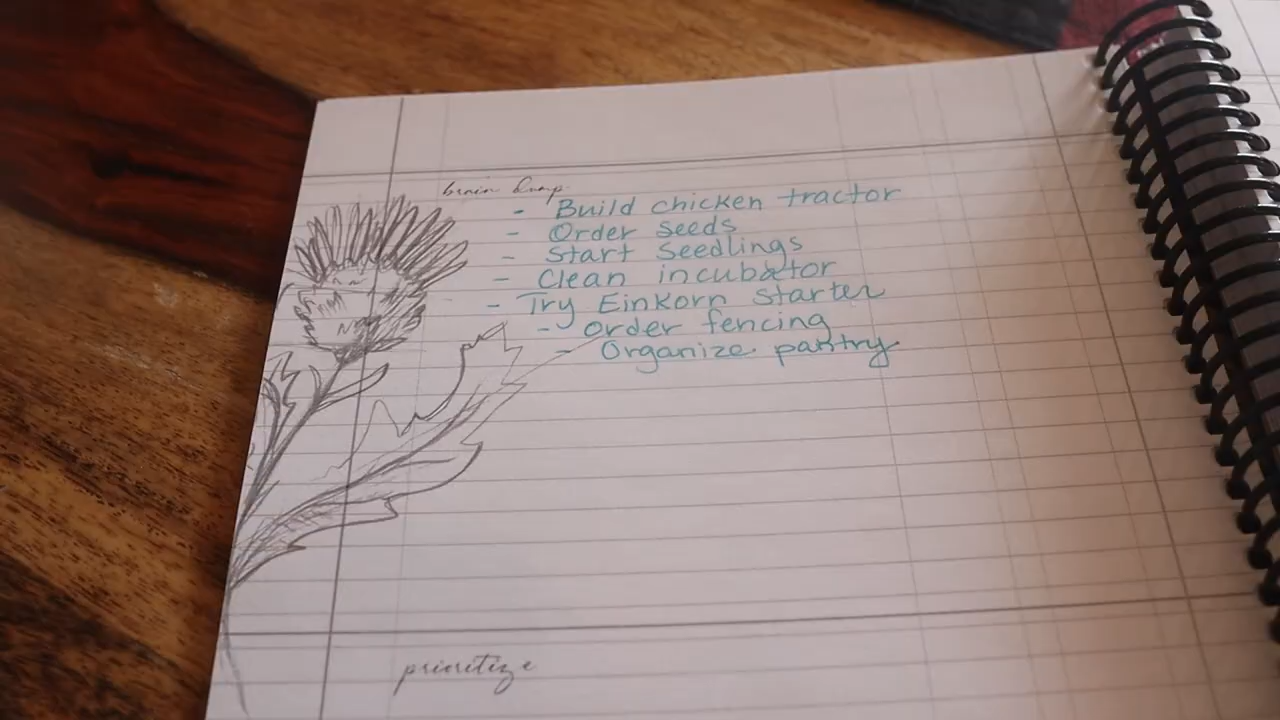 brain dump
- Build chicken tractor
- Order seeds
- Start Seedlings
- Clean incubator
- Try Einkorn starter
- Order fencing
- Organize pantry
prioritize